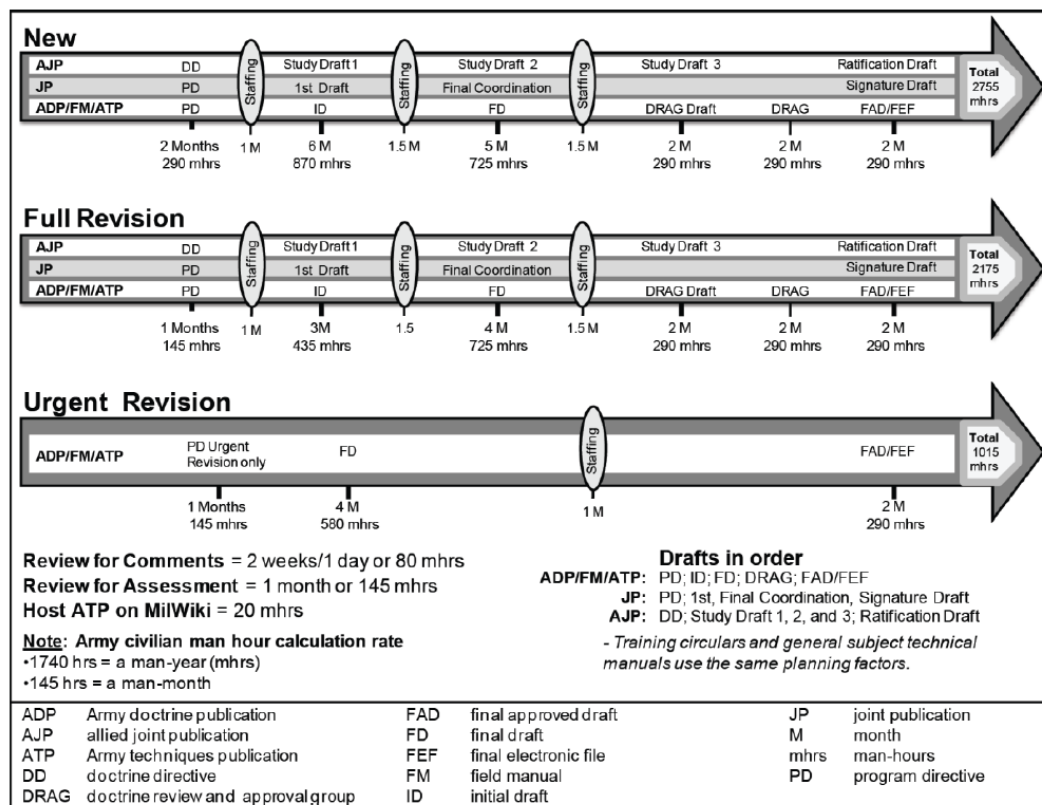 New
AJP DD Study Draft 1 Study Draft 2 Study Draft 3 Ratification Draft
JP PD 1st Draft Final Coordination Signature Draft
ADP/FM/ATP PD ID FD DRAG Draft DRAG FAD/FEF
Staffing Staffing Staffing
Total
2755
mhrs
2 Months 1 M 6 M 1.5 M 5 M 1.5 M 2 M 2 M 2 M
290 mhrs 870 mhrs 725 mhrs 290 mhrs 290 mhrs 290 mhrs
Full Revision
AJP DD Study Draft 1 Study Draft 2 Study Draft 3 Ratification Draft
JP PD 1st Draft Final Coordination Signature Draft
ADP/FM/ATP PD ID FD DRAG Draft DRAG FAD/FEF
Staffing Staffing Staffing
Total
2175
mhrs
1 Months 1 M 3M 1.5 4 M 1.5 M 2 M 2 M 2 M
145 mhrs 435 mhrs 725 mhrs 290 mhrs 290 mhrs 290 mhrs
Urgent Revision
ADP/FM/ATP PD Urgent FD Staffing FAD/FEF
Revision only
Total
1015
mhrs
1 Months 4 M 1 M 2 M
145 mhrs 580 mhrs 290 mhrs
Review for Comments = 2 weeks/1 day or 80 mhrs
Review for Assessment = 1 month or 145 mhrs
Host ATP on MilWiki = 20 mhrs
Note: Army civilian man hour calculation rate
•1740 hrs = a man-year (mhrs)
•145 hrs = a man-month
Drafts in order
ADP/FM/ATP: PD; ID; FD; DRAG; FAD/FEF
JP: PD; 1st, Final Coordination, Signature Draft
AJP: DD; Study Draft 1, 2, and 3; Ratification Draft
- Training circulars and general subject technical
manuals use the same planning factors.
ADP Army doctrine publication
AJP allied joint publication
ATP Army techniques publication
DD doctrine directive
DRAG doctrine review and approval group
FAD final approved draft
FD final draft
FEF final electronic file
FM field manual
ID initial draft
JP joint publication
M month
mhrs man-hours
PD program directive